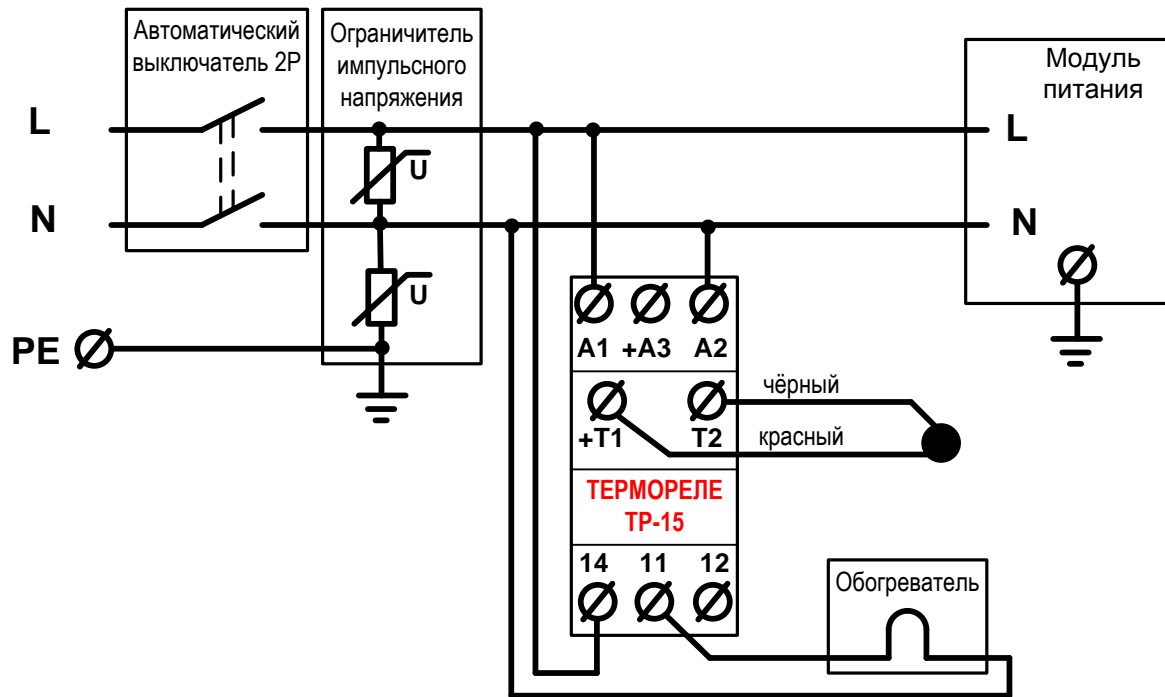 Автоматический
выключатель 2Р
Ограничитель
импульсного
напряжения
Модуль
питания
L
L
U
N
N
U
PE
A1 +A3 A2
чёрный
+T1 T2
красный
ТЕРМОРЕЛЕ
ТР-15
14 11 12
Обогреватель